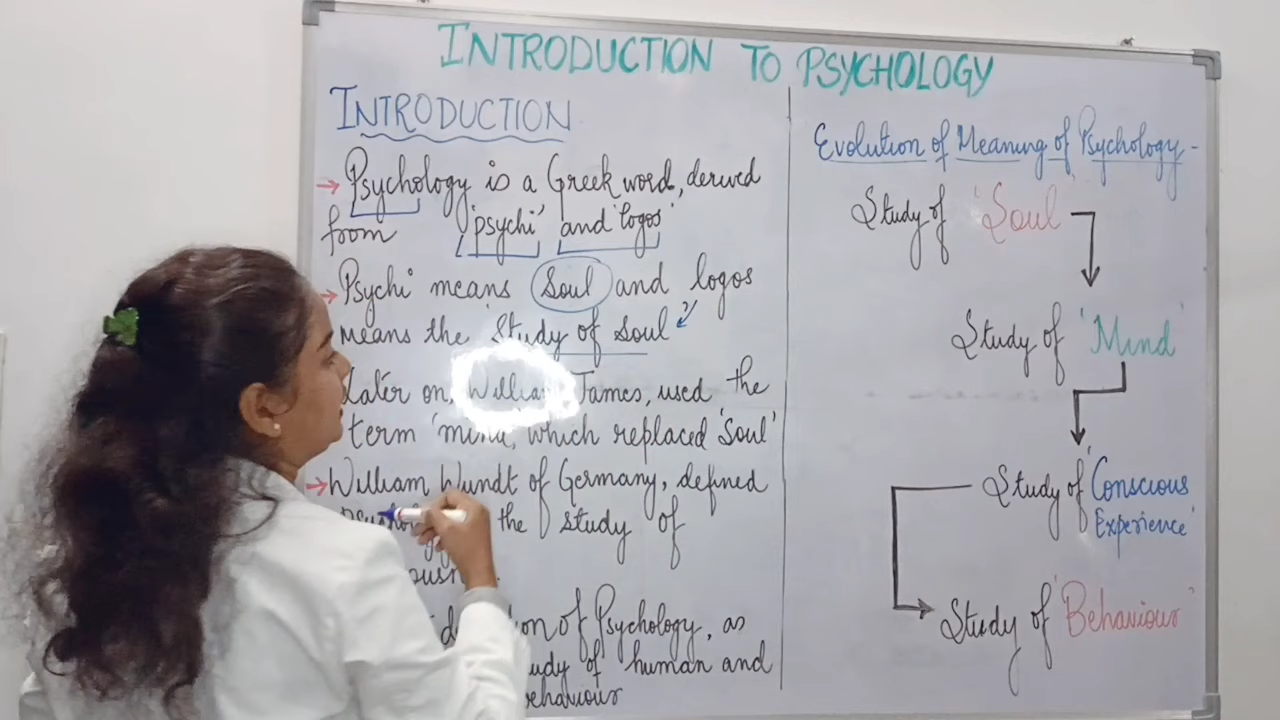 INTRODUCTION TO PSYCHOLOGY
INTRODUCTION
→ Psychology is a Greek word, derived
from 'psychi' and 'logos'
→ Psychi means Soul and logos
means the 'Study of Soul'
Later on, William James, used the
term 'mind', which replaced 'Soul'
→ William Wundt of Germany, defined
the study of
of Psychology, as
of human and
behaviour
Evolution of Meaning of Psychology -
Study of 'Soul'
Study of 'Mind'
Study of 'Conscious
Experience'
Study of 'Behaviour'